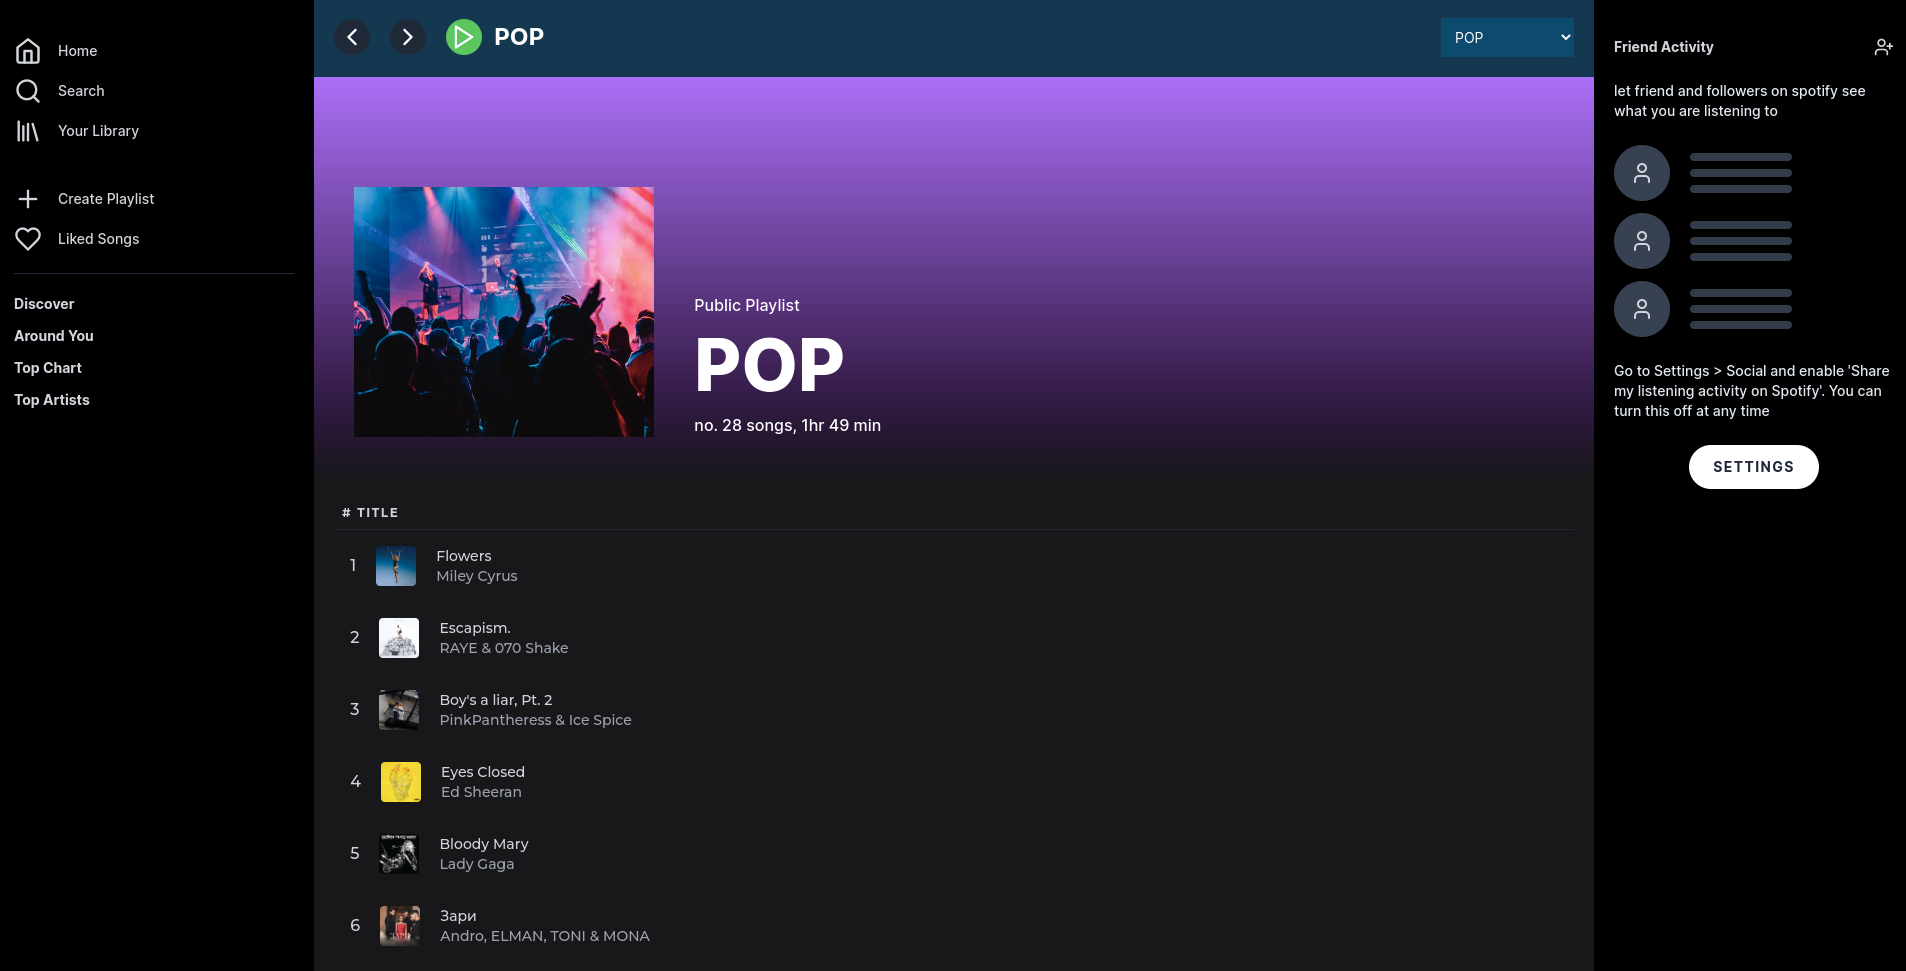 Home
Search
Your Library
Create Playlist
Liked Songs
Discover
Around You
Top Chart
Top Artists
POP
POP
Public Playlist
POP
no. 28 songs, 1hr 49 min
# TITLE
1
Flowers
Miley Cyrus
2
Escapism.
RAYE & 070 Shake
3
Boy's a liar, Pt. 2
PinkPantheress & Ice Spice
4
Eyes Closed
Ed Sheeran
5
Bloody Mary
Lady Gaga
6
Зари
Andro, ELMAN, TONI & MONA
Friend Activity
let friend and followers on spotify see
what you are listening to
Go to Settings > Social and enable 'Share
my listening activity on Spotify'. You can
turn this off at any time
SETTINGS